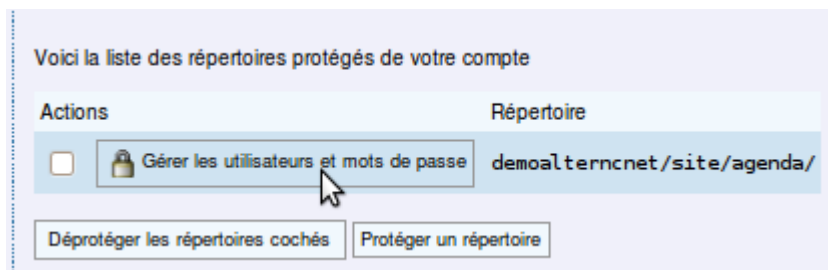 Voici la liste des répertoires protégés de votre compte
Actions Répertoire
Gérer les utilisateurs et mots de passe demoalterncnet/site/agenda/
Déprotéger les répertoires cochés Protéger un répertoire